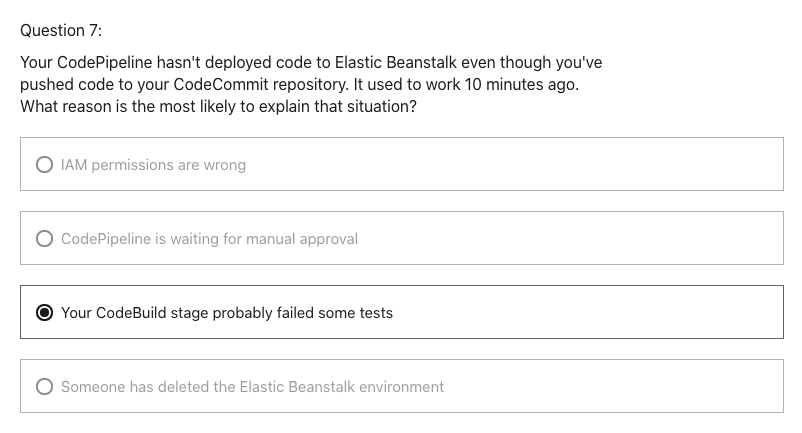 Question 7:
Your CodePipeline hasn't deployed code to Elastic Beanstalk even though you've
pushed code to your CodeCommit repository. It used to work 10 minutes ago.
What reason is the most likely to explain that situation?
IAM permissions are wrong
CodePipeline is waiting for manual approval
Your CodeBuild stage probably failed some tests
Someone has deleted the Elastic Beanstalk environment